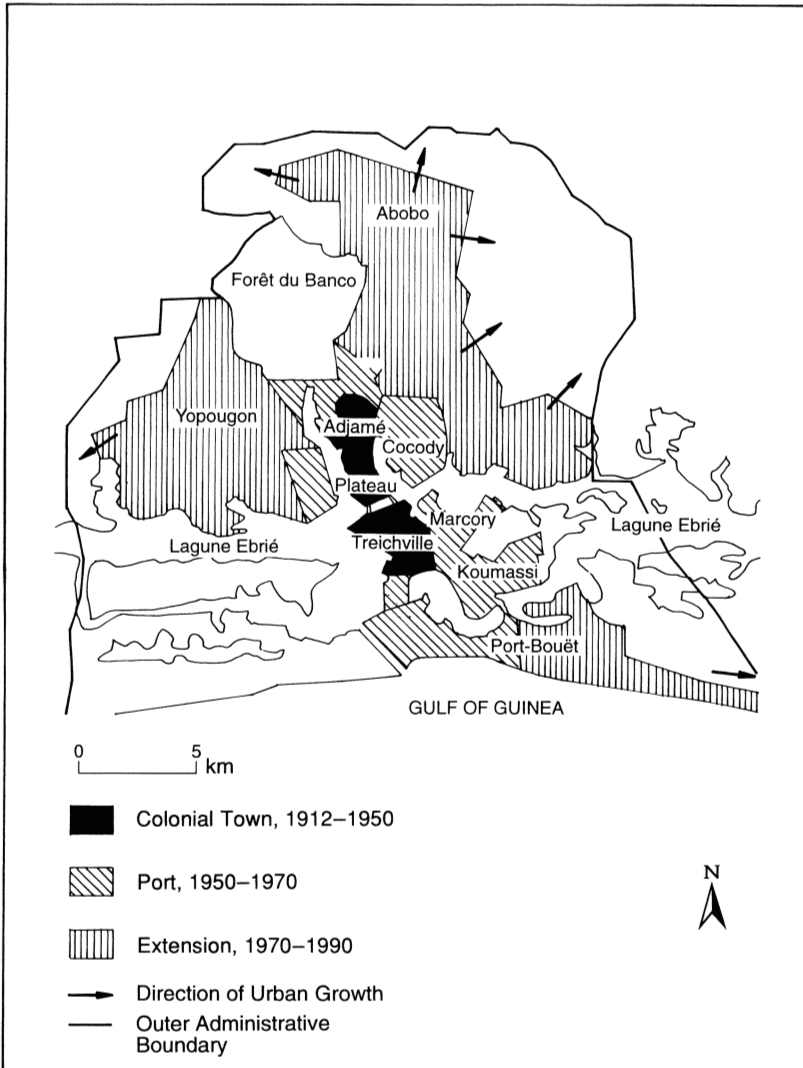 Abobo
Forêt du Banco
Yopougon
Adjamé
Cocody
Plateau
Marcory
Lagune Ebrié
Treichville
Lagune Ebrié
Koumassi
Port-Bouët
GULF OF GUINEA
0 5 km
Colonial Town, 1912–1950
Port, 1950–1970
N
Extension, 1970–1990
Direction of Urban Growth
Outer Administrative
Boundary